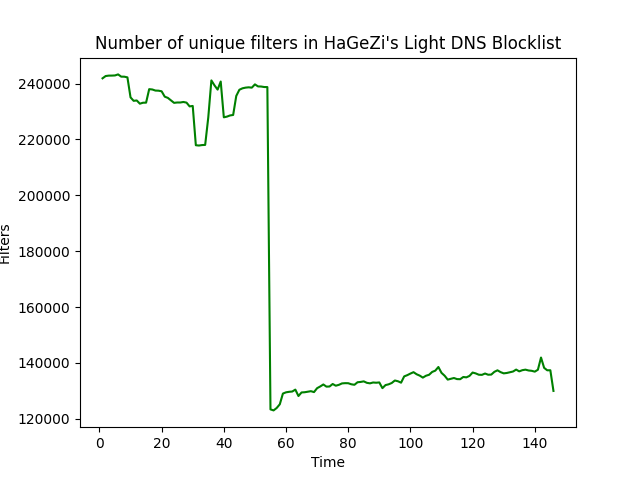 Number of unique filters in HaGeZi's Light DNS Blocklist
240000
220000
200000
180000
160000
140000
120000
Filters
0 20 40 60 80 100 120 140
Time